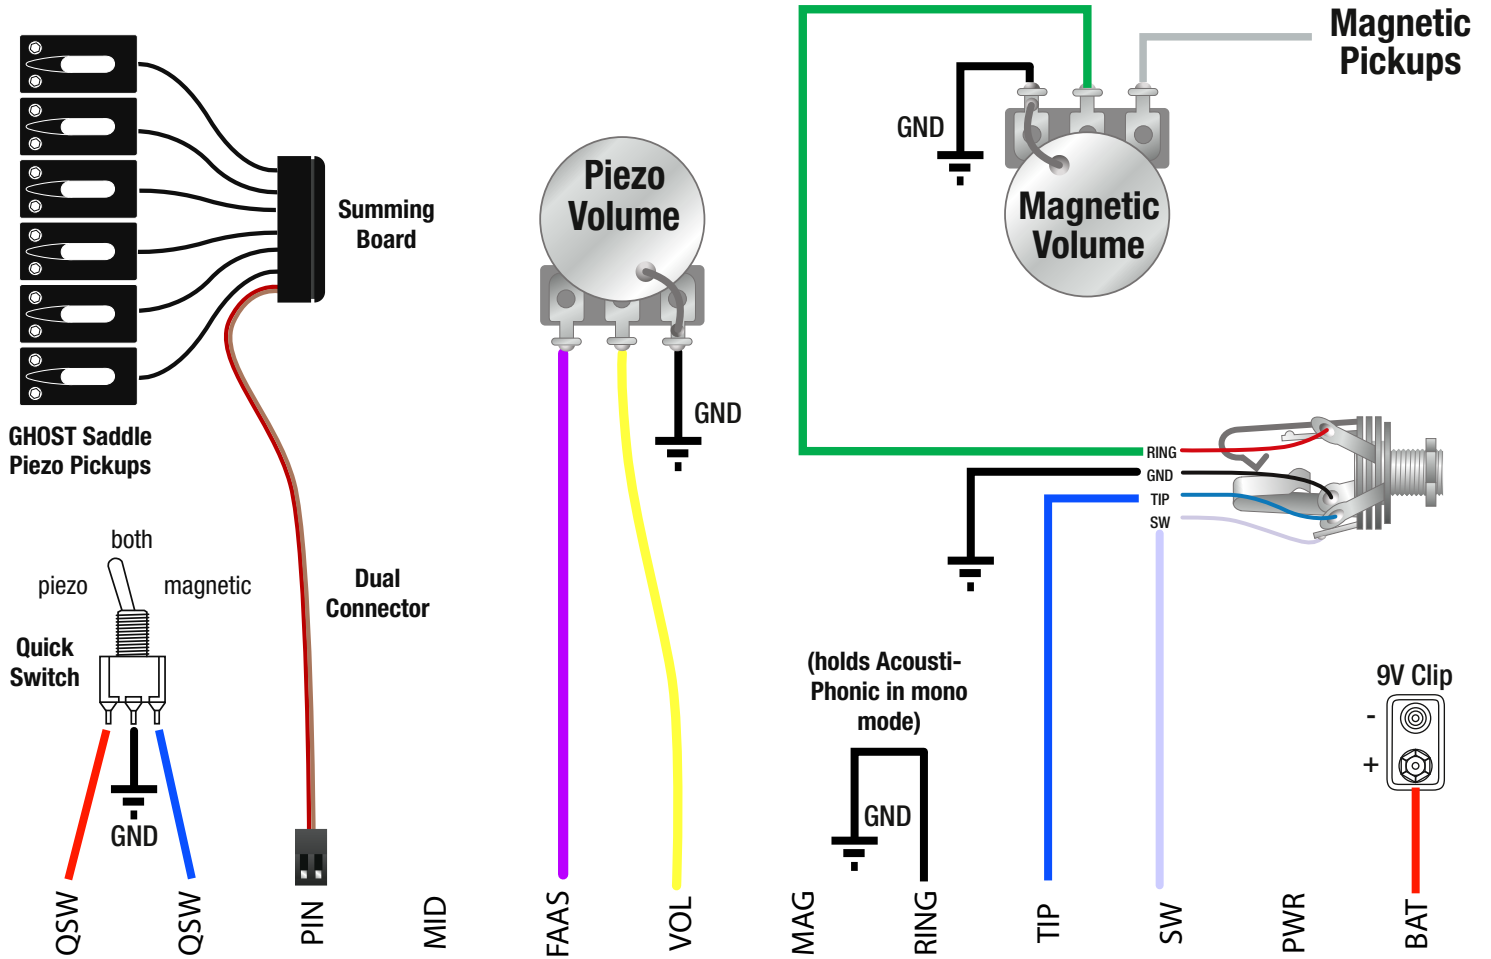 Magnetic
Pickups
GND
Piezo
Volume
Magnetic
Volume
Summing
Board
GND
GHOST Saddle
Piezo Pickups
RING
GND
TIP
SW
both
piezo
magnetic
Quick
Switch
Dual
Connector
(holds Acousti-
Phonic in mono
mode)
9V Clip
-
+
GND
GND
QSW
QSW
PIN
MID
FAAS
VOL
MAG
RING
TIP
SW
PWR
BAT